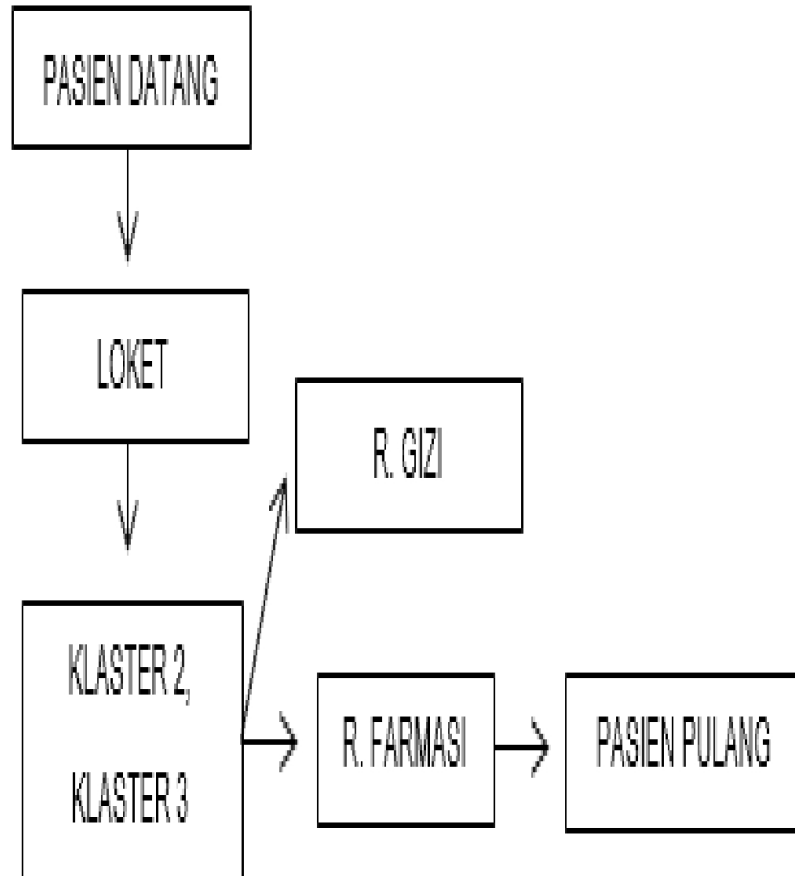 PASIEN DATANG
LOKET
R. GIZI
KLASTER 2,
KLASTER 3
R. FARMASI
PASIEN PULANG